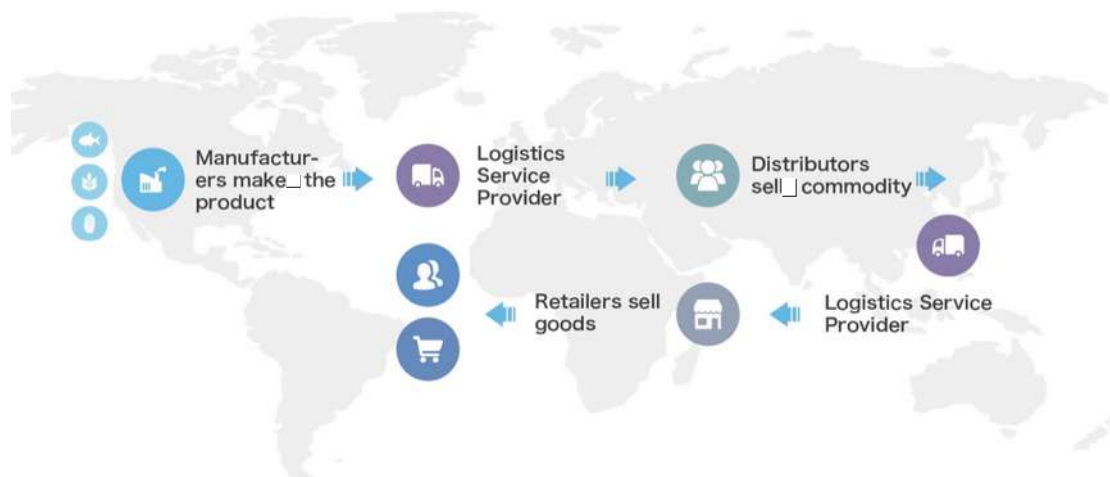 Manufactur-
ers make the
product
Logistics
Service
Provider
Distributors
sell commodity
Logistics Service
Provider
Retailers sell
goods